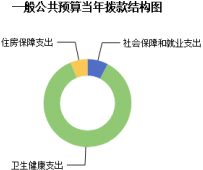 一般公共预算当年拨款结构图
住房保障支出
社会保障和就业支出
卫生健康支出